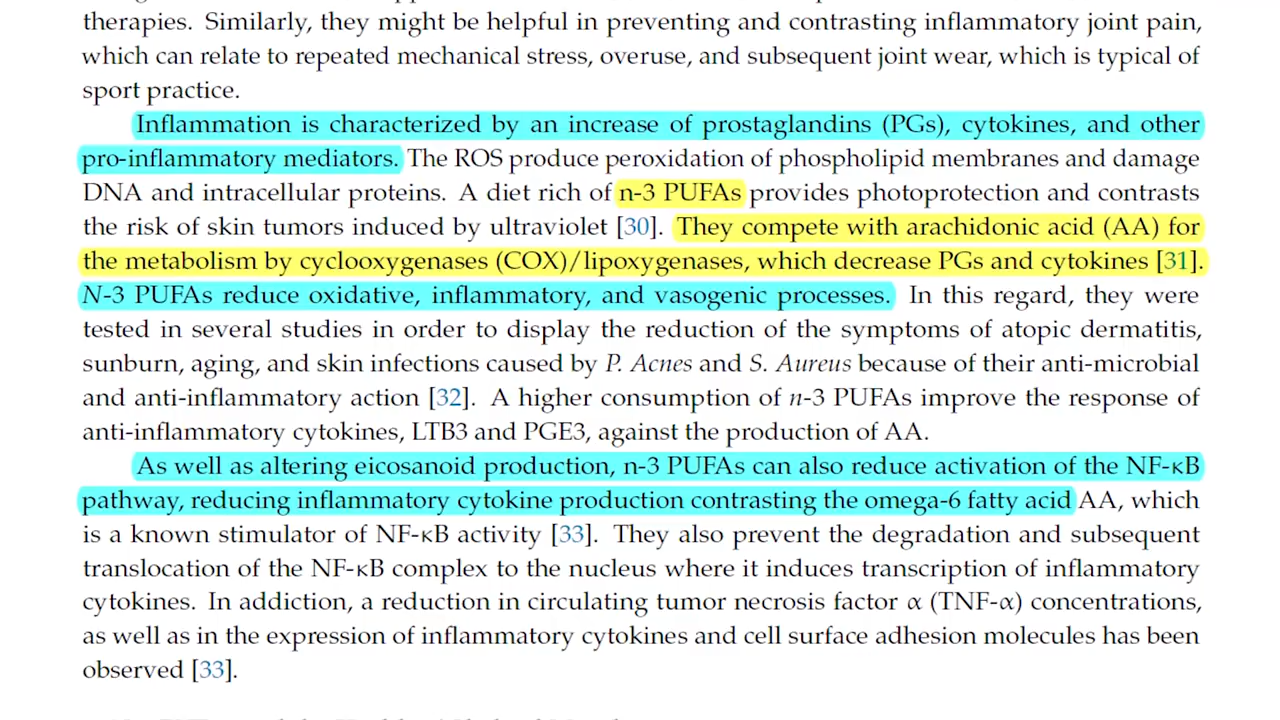 therapies. Similarly, they might be helpful in preventing and contrasting inflammatory joint pain,
which can relate to repeated mechanical stress, overuse, and subsequent joint wear, which is typical of
sport practice.
Inflammation is characterized by an increase of prostaglandins (PGs), cytokines, and other
pro-inflammatory mediators. The ROS produce peroxidation of phospholipid membranes and damage
DNA and intracellular proteins. A diet rich of n-3 PUFAs provides photoprotection and contrasts
the risk of skin tumors induced by ultraviolet [30]. They compete with arachidonic acid (AA) for
the metabolism by cyclooxygenases (COX)/lipoxygenases, which decrease PGs and cytokines [31].
N-3 PUFAs reduce oxidative, inflammatory, and vasogenic processes. In this regard, they were
tested in several studies in order to display the reduction of the symptoms of atopic dermatitis,
sunburn, aging, and skin infections caused by P. Acnes and S. Aureus because of their anti-microbial
and anti-inflammatory action [32]. A higher consumption of n-3 PUFAs improve the response of
anti-inflammatory cytokines, LTB3 and PGE3, against the production of AA.
As well as altering eicosanoid production, n-3 PUFAs can also reduce activation of the NF-κB
pathway, reducing inflammatory cytokine production contrasting the omega-6 fatty acid AA, which
is a known stimulator of NF-κB activity [33]. They also prevent the degradation and subsequent
translocation of the NF-κB complex to the nucleus where it induces transcription of inflammatory
cytokines. In addiction, a reduction in circulating tumor necrosis factor α (TNF-α) concentrations,
as well as in the expression of inflammatory cytokines and cell surface adhesion molecules has been
observed [33].